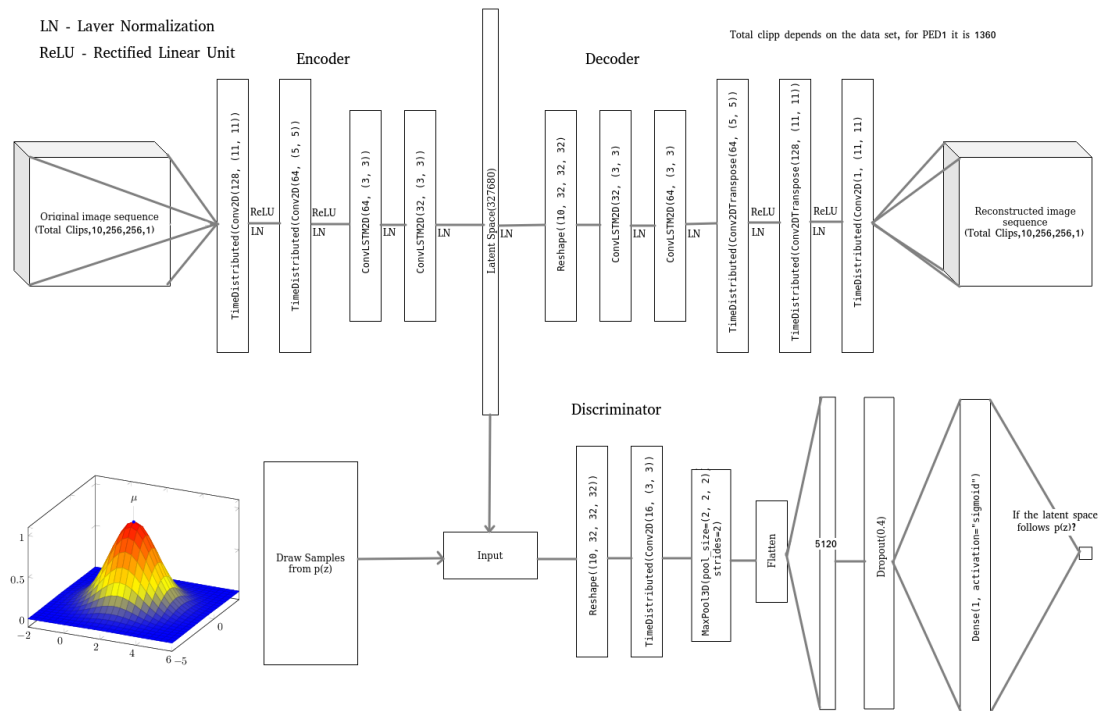 LN - Layer Normalization
ReLU - Rectified Linear Unit
Total clipp depends on the data set, for PED1 it is 1360
Encoder
Decoder
Original image sequence
(Total Clips,10,256,256,1)
TimeDistributed(Conv2D(128, (11, 11))
ReLU
LN
TimeDistributed(Conv2D(64, (5, 5))
ReLU
LN
ConvLSTM2D(64, (3, 3))
LN
ConvLSTM2D(32, (3, 3))
LN
Latent Space(327680)
LN
Reshape((10, 32, 32, 32)
ConvLSTM2D(32, (3, 3)
LN
ConvLSTM2D(64, (3, 3)
LN
TimeDistributed(Conv2DTranspose(64, (5, 5))
ReLU
LN
TimeDistributed(Conv2DTranspose(128, (11, 11))
ReLU
LN
TimeDistributed(Conv2D(1, (11, 11)
Reconstructed image
sequence
(Total Clips,10,256,256,1)
Discriminator
μ
1
0.5
0
−2
0
2
4
6
−5
0
Draw Samples
from p(z)
Input
Reshape((10, 32, 32, 32))
TimeDistributed(Conv2D(16, (3, 3))
MaxPool3D(pool_size=(2, 2, 2)
strides=2)
Flatten
5120
Dropout(0.4)
Dense(1, activation="sigmoid")
If the latent space
follows p(z)?